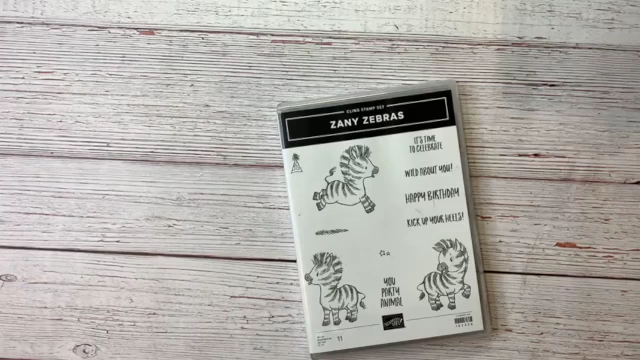 CLING STAMP SET
ZANY ZEBRAS
IT'S TIME
TO CELEBRATE
WILD ABOUT YOU!
HAPPY BIRTHDAY
KICK UP YOUR HEELS!
YOU
PARTY
ANIMAL
11